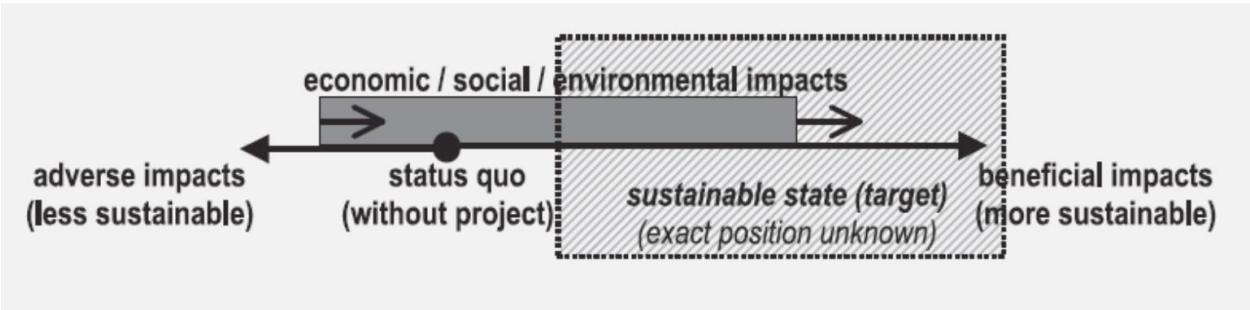 economic / social / environmental impacts
adverse impacts
(less sustainable)
status quo
(without project)
sustainable state (target)
(exact position unknown)
beneficial impacts
(more sustainable)